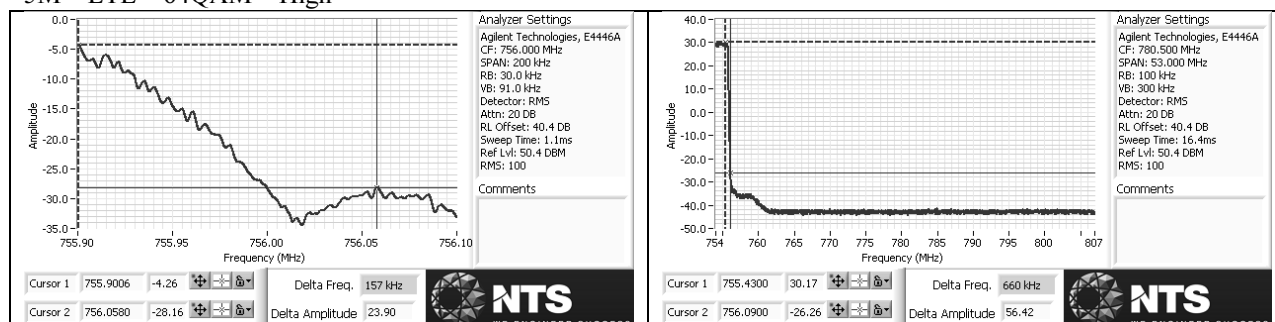 5M LTE 64QAM High
0.0
-5.0
-10.0
-15.0
-20.0
-25.0
-30.0
-35.0
Amplitude
755.90 755.95 756.00 756.05 756.10
Frequency (MHz)
Analyzer Settings
Agilent Technologies, E4446A
CF: 756.000 MHz
SPAN: 200 kHz
RB: 30.0 kHz
VB: 91.0 kHz
Detector: RMS
Attn: 20 DB
RL Offset: 40.4 DB
Sweep Time: 1.1ms
Ref Lvl: 50.4 DBM
RMS: 100
Comments
Cursor 1 755.9006 -4.26
Cursor 2 756.0580 -28.16
Delta Freq. 157 kHz
Delta Amplitude 23.90
NTS
40.0
30.0
20.0
10.0
0.0
-10.0
-20.0
-30.0
-40.0
-50.0
Amplitude
754 760 765 770 775 780 785 790 795 800 807
Frequency (MHz)
Analyzer Settings
Agilent Technologies, E4446A
CF: 780.500 MHz
SPAN: 53.000 MHz
RB: 100 kHz
VB: 300 kHz
Detector: RMS
Attn: 20 DB
RL Offset: 40.4 DB
Sweep Time: 16.4ms
Ref Lvl: 50.4 DBM
RMS: 100
Comments
Cursor 1 755.4300 30.17
Cursor 2 756.0900 -26.26
Delta Freq. 660 kHz
Delta Amplitude 56.42
NTS